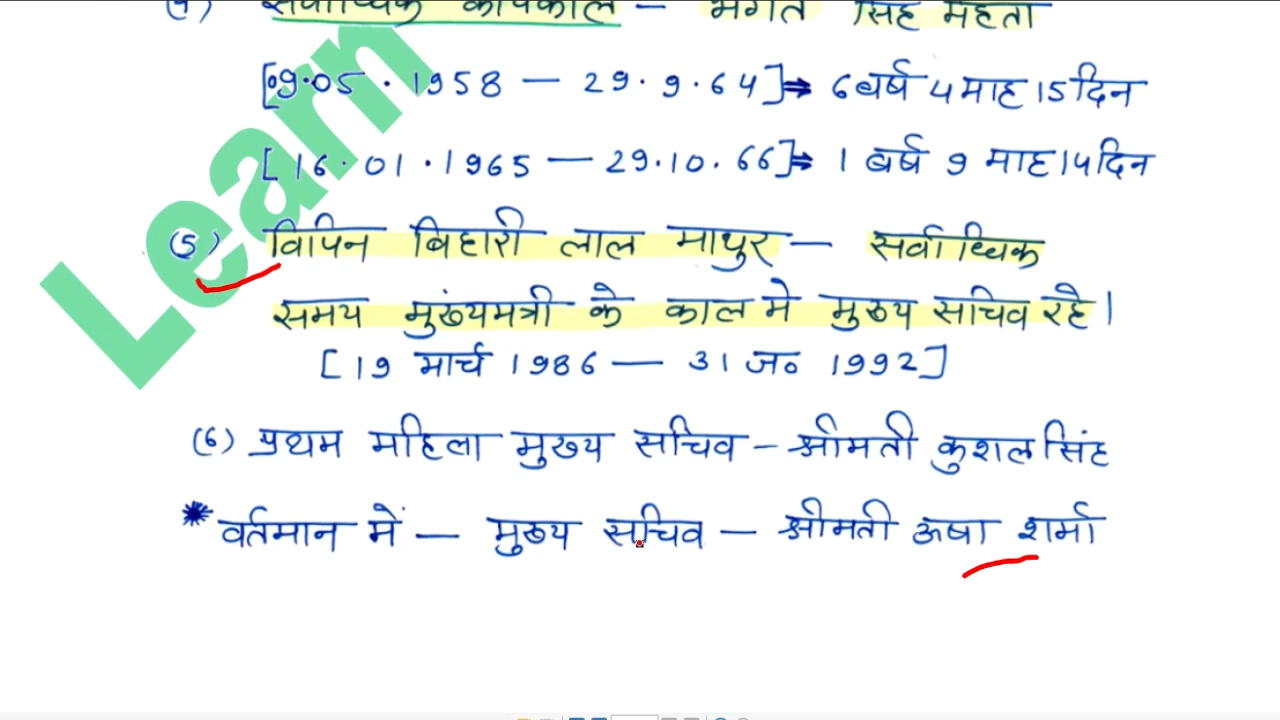 (4) सर्वाधिक कार्यकाल — भगत सिंह मेहता
[09.05.1958 — 29.9.64] ⇒ 6 वर्ष 4 माह 15 दिन
[16.01.1965 — 29.10.66] ⇒ 1 वर्ष 9 माह 14 दिन
(5) विपिन बिहारी लाल माथुर — सर्वाधिक
समय मुंख्यमत्री के काल मे मुख्य सचिव रहे।
[19 मार्च 1986 — 31 ज॰ 1992]
(6) प्रथम महिला मुख्य सचिव - श्रीमती कुशल सिंह
* वर्तमान में — मुख्य सचिव — श्रीमती ऊषा शर्मा
Learn